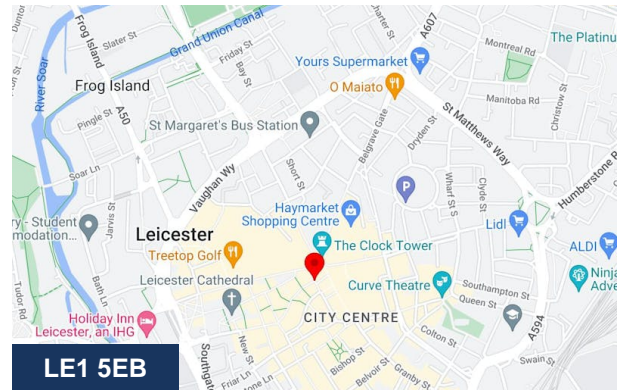 Dunton
Frog Island
Slater St
Grand Union Canal
Charter St
A607
The Platinu
Montreal Rd
Yours Supermarket
Friday St
Bay St
Frog Island
River Soar
A50
O Maiato
Manitoba Rd
Christow St
Pingle St
St Margaret's Bus Station
St Matthews Way
Belgrave Gate
Dryden St
Soar Ln
Vaughan Wy
Short St
P
Wharf St S
Clyde St
Humberstone R
Haymarket
Shopping Centre
Lidl
ry - Student
modation...
Jarvis St
Leicester
The Clock Tower
ALDI
Treetop Golf
Leicester Cathedral
Curve Theatre
Southampton St
Ninja
Adve
Queen St
Tudor Rd
Bath Ln
Holiday Inn
Leicester, an IHG
CITY CENTRE
New St
Colton St
A594
Southgat
Bishop St
Swain St
Friar Ln
Belvoir St
Granby St
LE1 5EB